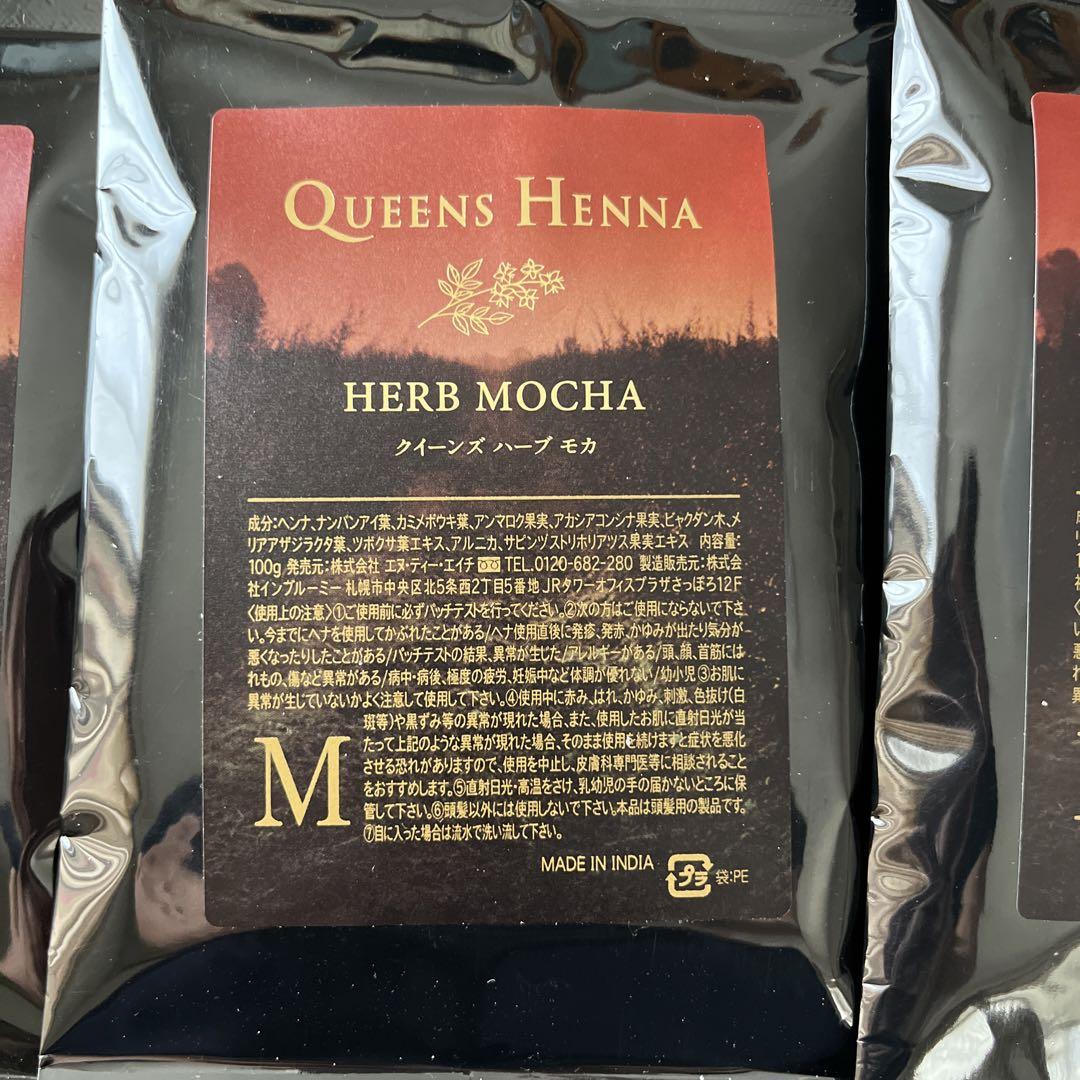 QUEENS HENNA
HERB MOCHA
クイーンズ ハーブ モカ
成分:ヘンナ、ナンバンアイ葉、カミメボウキ葉、アンマロク果実、アカシアコンシナ果実、ビャクダン木、メ
リアアザジラクタ葉、ツボクサ葉エキス、アルニカ、サピンヅストリホリアツス果実エキス 内容量:
100g 発売元:株式会社 エヌ・ディー・エイチ TEL.0120-682-280 製造販売元:株式会
社インブルーミー 札幌市中央区北5条西2丁目5番地 JRタワーオフィスプラザさっぽろ12F
〈使用上の注意〉①ご使用前に必ずパッチテストを行ってください。②次の方はご使用にならないで下さ
い。今までにヘナを使用してかぶれたことがある/ヘナ使用直後に発疹、発赤、かゆみが出たり気分が
悪くなったりしたことがある/パッチテストの結果、異常が生じた/アレルギーがある/頭、顔、首筋には
れもの、傷など異常がある/病中・病後、極度の疲労、妊娠中など体調が優れない/幼小児 ③お肌に
異常が生じていないかよく注意して使用して下さい。④使用中に赤み、はれ、かゆみ、刺激、色抜け(白
斑等)や黒ずみ等の異常が現れた場合、また、使用したお肌に直射日光が当
たって上記のような異常が現れた場合、そのまま使用を続けますと症状を悪化
させる恐れがありますので、使用を中止し、皮膚科専門医等に相談されること
をおすすめします。⑤直射日光・高温をさけ、乳幼児の手の届かないところに保
管して下さい。⑥頭髪以外には使用しないで下さい。本品は頭髪用の製品です。
⑦目に入った場合は流水で洗い流して下さい。
M
MADE IN INDIA
プラ 袋:PE